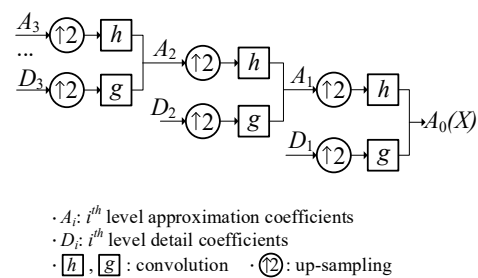 A3 ↑2 h
...
D3 ↑2 g
A2 ↑2 h
D2 ↑2 g
A1 ↑2 h
D1 ↑2 g
A0(X)
· Ai: ith level approximation coefficients
· Di: ith level detail coefficients
· h , g : convolution · ↑2: up-sampling